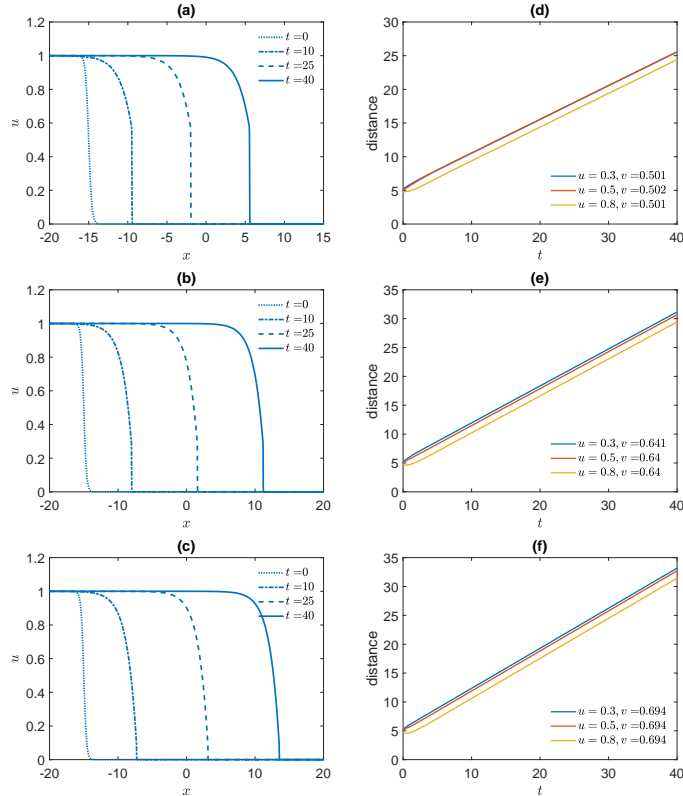 (a)
1.2
1
0.8
0.6
0.4
0.2
0
u
-20 -15 -10 -5 0 5 10 15
x
t =0
t =10
t =25
t =40
(d)
30
25
20
15
10
5
0
distance
0 10 20 30 40
t
u = 0.3, v =0.501
u = 0.5, v =0.502
u = 0.8, v =0.501
(b)
1.2
1
0.8
0.6
0.4
0.2
0
u
-20 -10 0 10 20
x
t =0
t =10
t =25
t =40
(e)
35
30
25
20
15
10
5
0
distance
0 10 20 30 40
t
u = 0.3, v =0.641
u = 0.5, v =0.64
u = 0.8, v =0.64
(c)
1.2
1
0.8
0.6
0.4
0.2
0
u
-20 -10 0 10 20
x
t =0
t =10
t =25
t =40
(f)
35
30
25
20
15
10
5
0
distance
0 10 20 30 40
t
u = 0.3, v =0.694
u = 0.5, v =0.694
u = 0.8, v =0.694